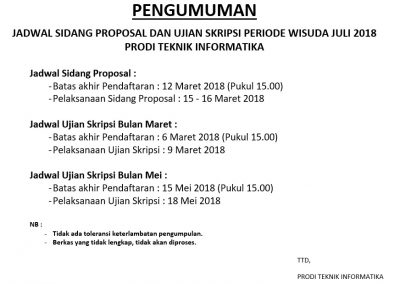 PENGUMUMAN
JADWAL SIDANG PROPOSAL DAN UJIAN SKRIPSI PERIODE WISUDA JULI 2018
PRODI TEKNIK INFORMATIKA
Jadwal Sidang Proposal :
- Batas akhir Pendaftaran : 12 Maret 2018 (Pukul 15.00)
- Pelaksanaan Sidang Proposal : 15 - 16 Maret 2018
Jadwal Ujian Skripsi Bulan Maret :
- Batas akhir Pendaftaran : 6 Maret 2018 (Pukul 15.00)
- Pelaksanaan Ujian Skripsi : 9 Maret 2018
Jadwal Ujian Skripsi Bulan Mei :
- Batas akhir Pendaftaran : 15 Mei 2018 (Pukul 15.00)
- Pelaksanaan Ujian Skripsi : 18 Mei 2018
NB :
- Tidak ada toleransi keterlambatan pengumpulan.
- Berkas yang tidak lengkap, tidak akan diproses.
TTD,
PRODI TEKNIK INFORMATIKA